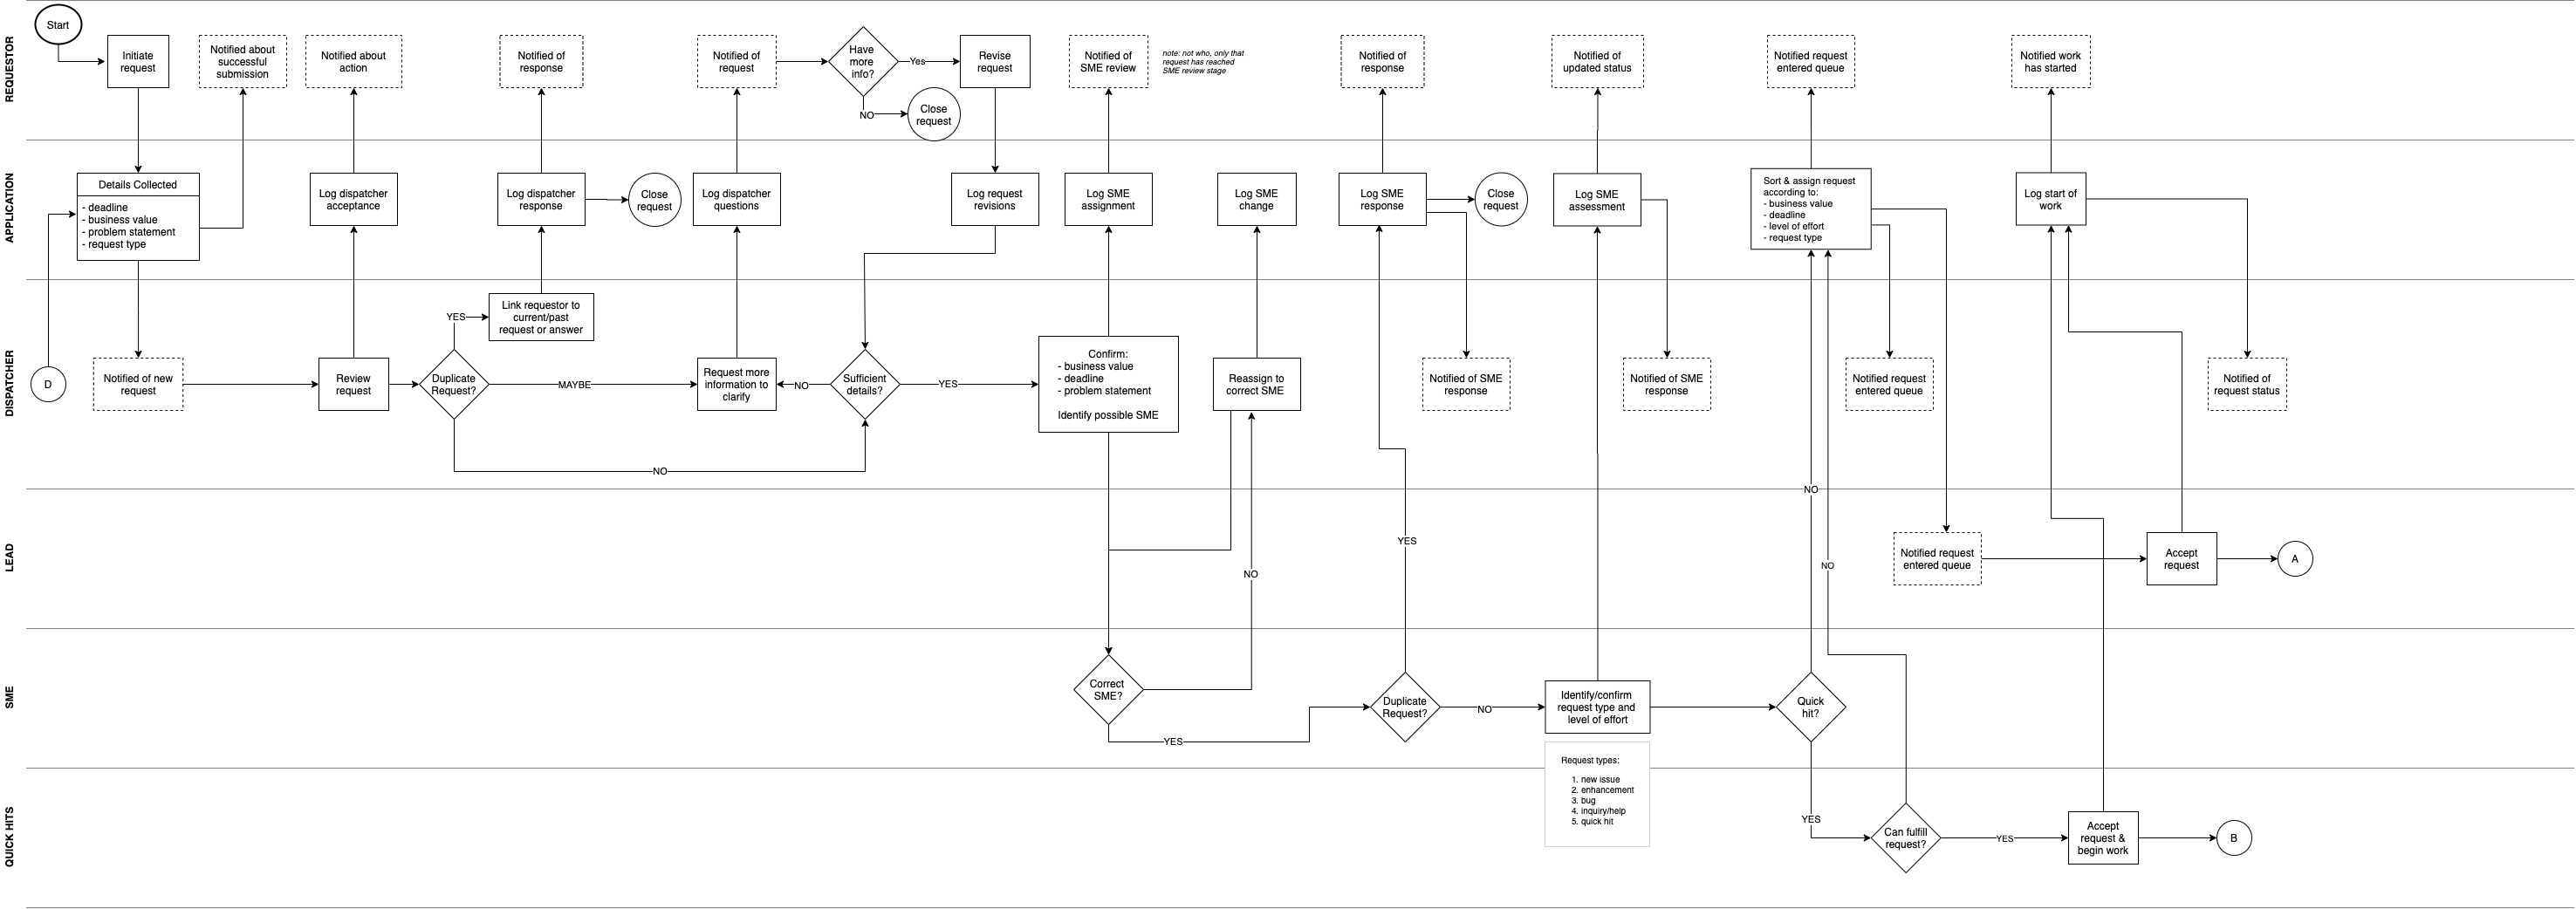 REQUESTOR
Start
Initiate
request
Notified about
successful
submission
Notified about
action
Notified of
response
Notified of
request
Have
more
info?
Yes
Revise
request
NO
Close
request
Notified of
SME review
note: not who, only that
request has reached
SME review stage
Notified of
response
Notified of
updated status
Notified request
entered queue
Notified work
has started
APPLICATION
Details Collected
- deadline
- business value
- problem statement
- request type
Log dispatcher
acceptance
Log dispatcher
response
Close
request
Log dispatcher
questions
Log request
revisions
Log SME
assignment
Log SME
change
Log SME
response
Close
request
Log SME
assessment
Sort & assign request
according to:
- business value
- deadline
- level of effort
- request type
Log start of
work
DISPATCHER
D
Notified of new
request
Review
request
Duplicate
Request?
YES
Link requestor to
current/past
request or answer
MAYBE
NO
Request more
information to
clarify
NO
Sufficient
details?
YES
Confirm:
- business value
- deadline
- problem statement
Identify possible SME
Reassign to
correct SME
Notified of SME
response
Notified of SME
response
Notified request
entered queue
Notified of
request status
LEAD
NO
YES
NO
NO
Notified request
entered queue
Accept
request
A
SME
Correct
SME?
YES
Duplicate
Request?
NO
Identify/confirm
request type and
level of effort
Quick
hit?
QUICK HITS
Request types:
1. new issue
2. enhancement
3. bug
4. inquiry/help
5. quick hit
YES
Can fulfill
request?
YES
Accept
request &
begin work
B